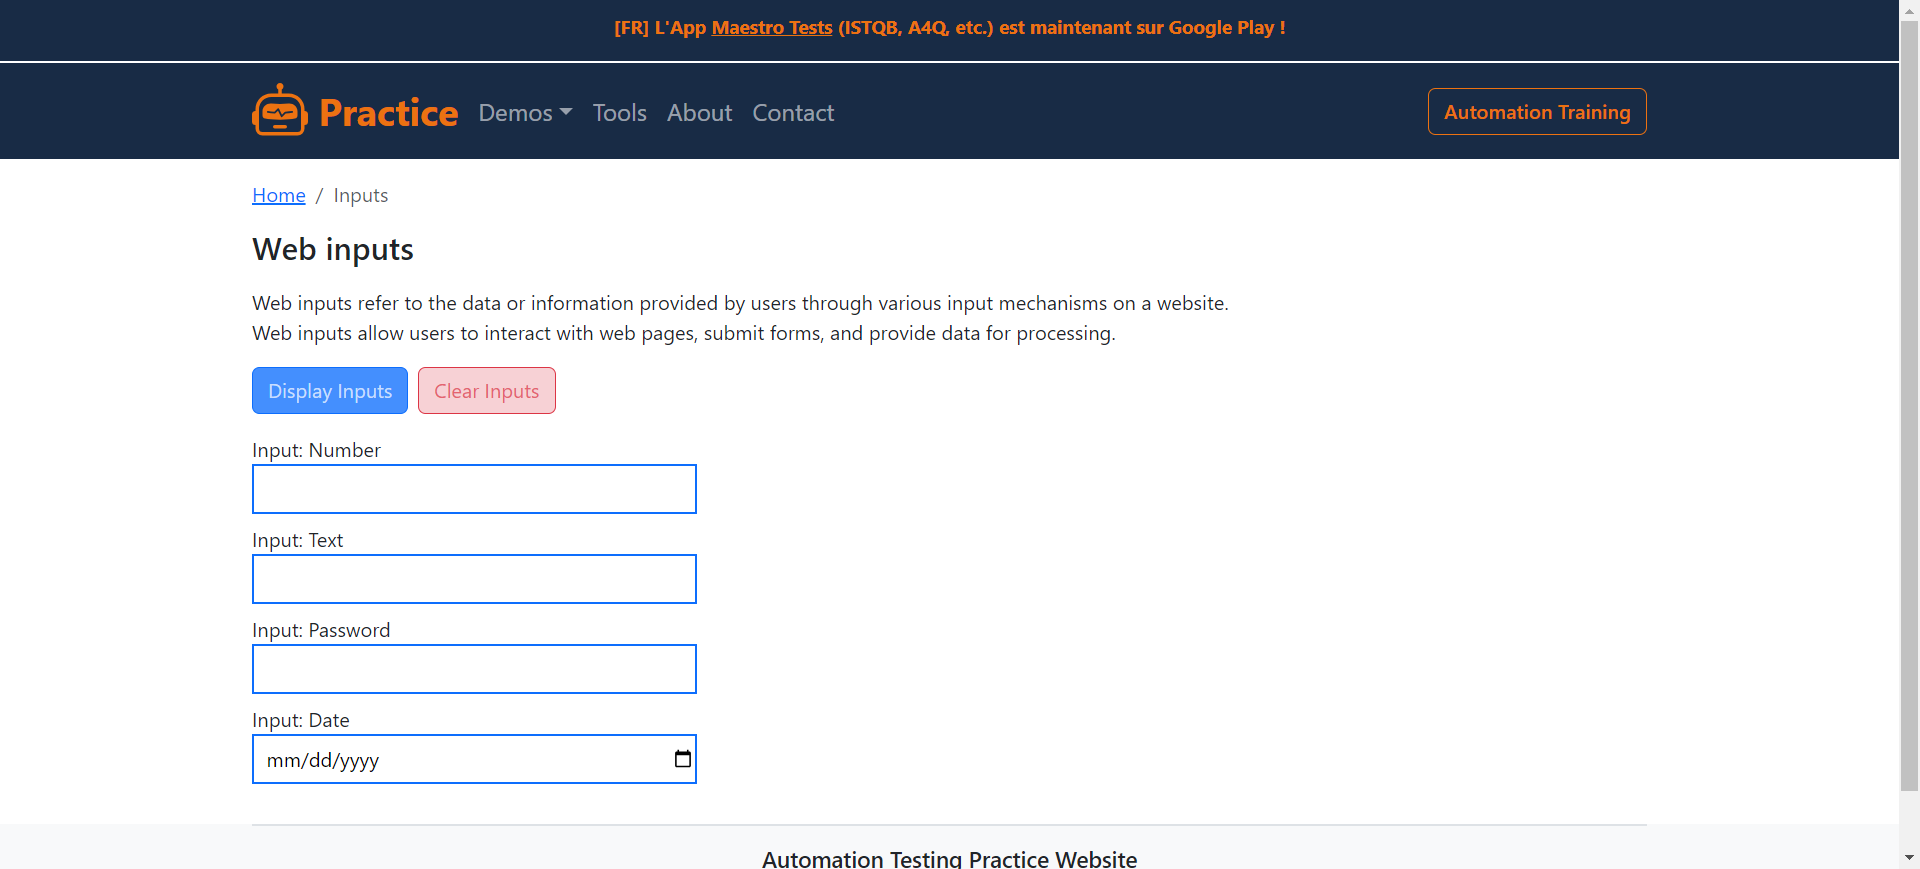 [FR] L'App Maestro Tests (ISTQB, A4Q, etc.) est maintenant sur Google Play !
Practice Demos Tools About Contact Automation Training
Home / Inputs
Web inputs
Web inputs refer to the data or information provided by users through various input mechanisms on a website.
Web inputs allow users to interact with web pages, submit forms, and provide data for processing.
Display Inputs Clear Inputs
Input: Number
Input: Text
Input: Password
Input: Date
mm/dd/yyyy
Automation Testing Practice Website